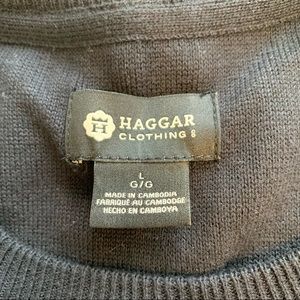 H
HAGGAR
CLOTHING
L
G/G
MADE IN CAMBODIA
FABRIQUÉ AU CAMBODGE
HECHO EN CAMBOYA